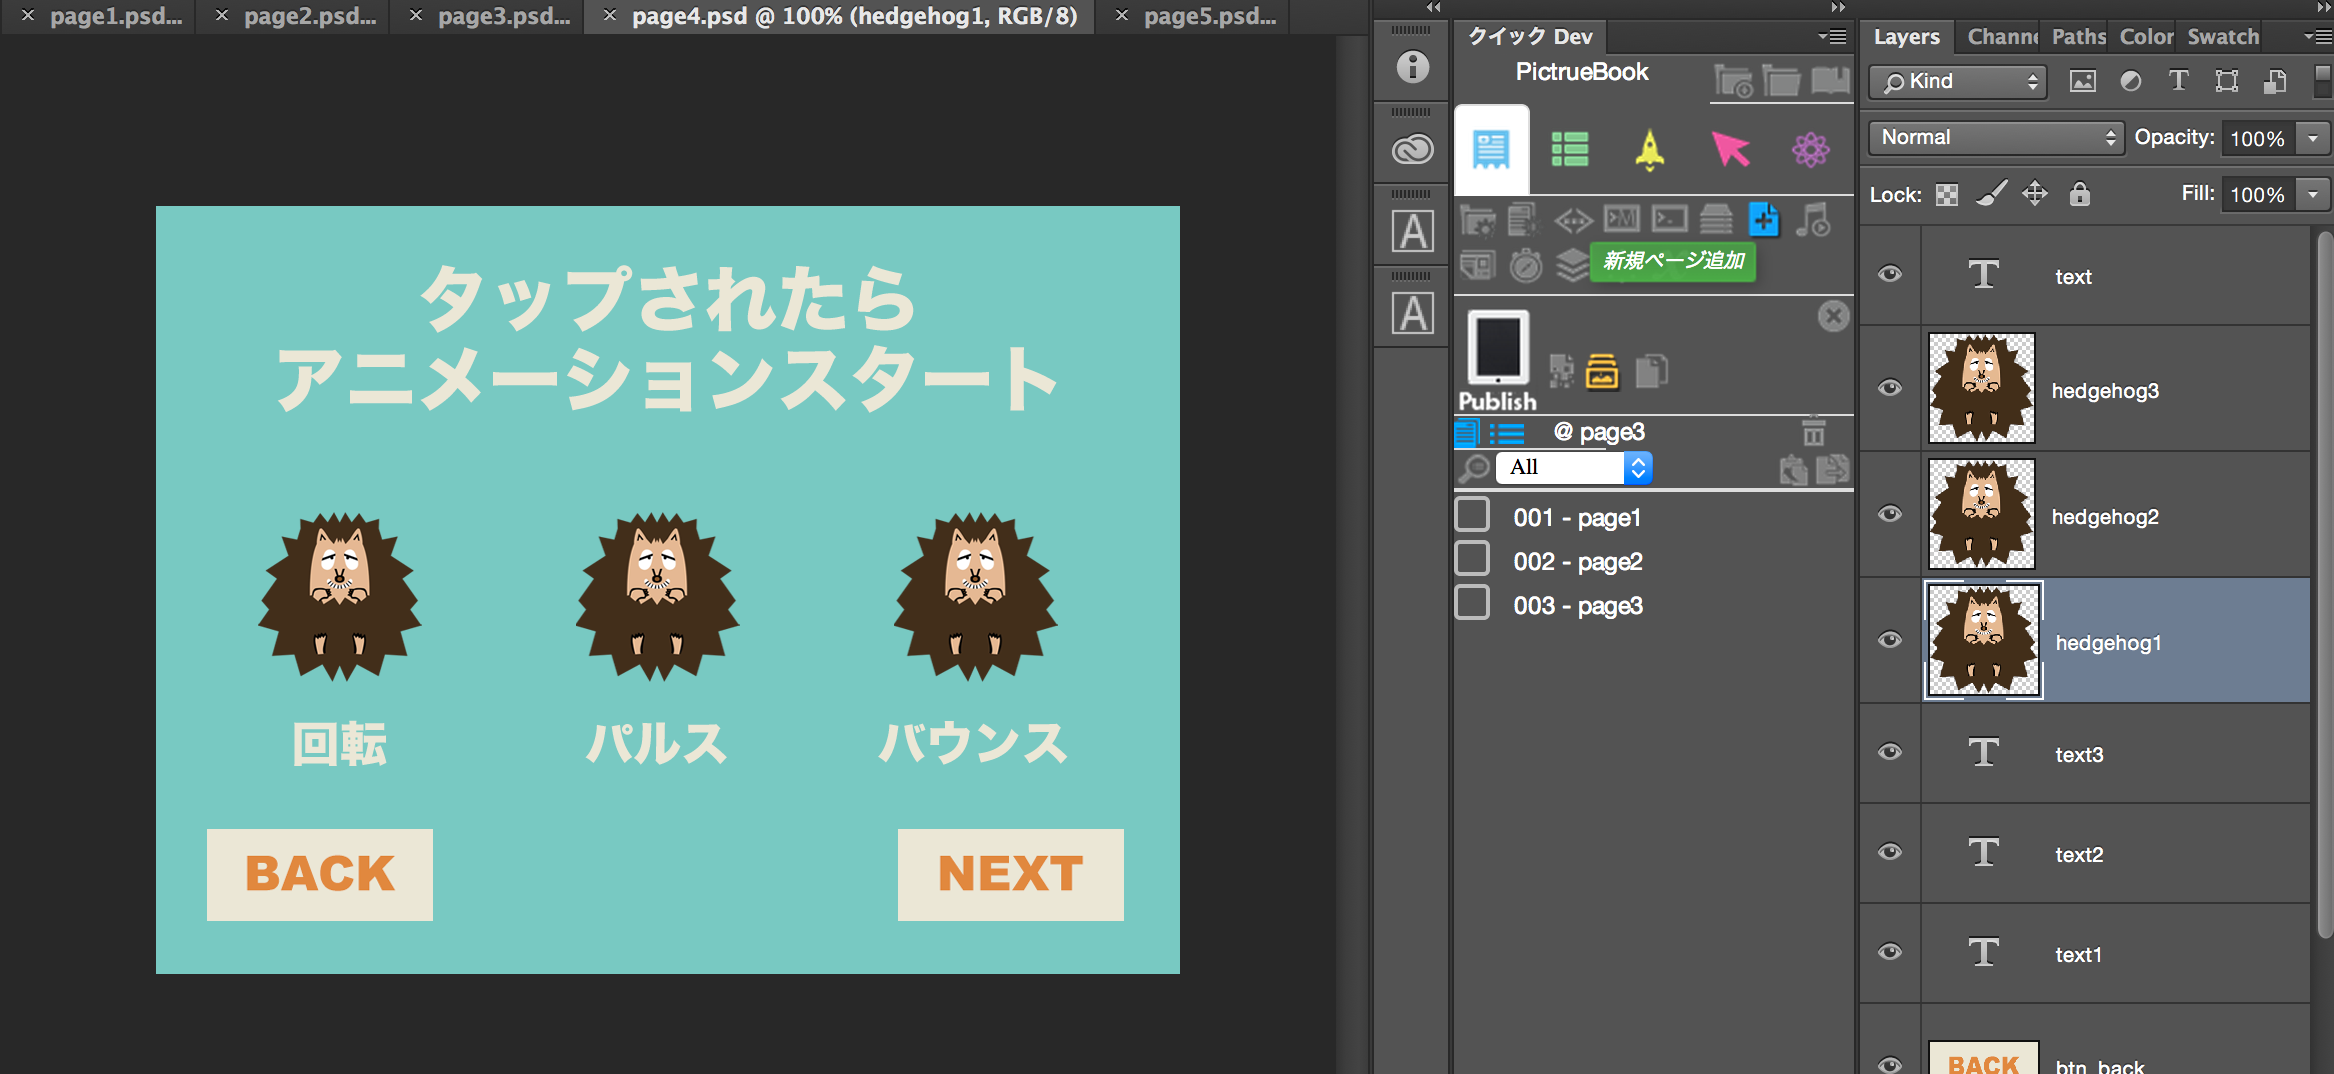 page1.psd...
page2.psd...
page3.psd...
page4.psd @ 100% (hedgehog1, RGB/8)
page5.psd...
タップされたら
アニメーションスタート
回転
パルス
バウンス
BACK
NEXT
A
A
クイック Dev
PictrueBook
新規ページ追加
Publish
@ page3
All
001 - page1
002 - page2
003 - page3
Layers
Channe
Paths
Color
Swatch
Kind
T
Normal
Opacity: 100%
Lock:
Fill: 100%
T text
hedgehog3
hedgehog2
hedgehog1
T text3
T text2
T text1
BACK btn_back